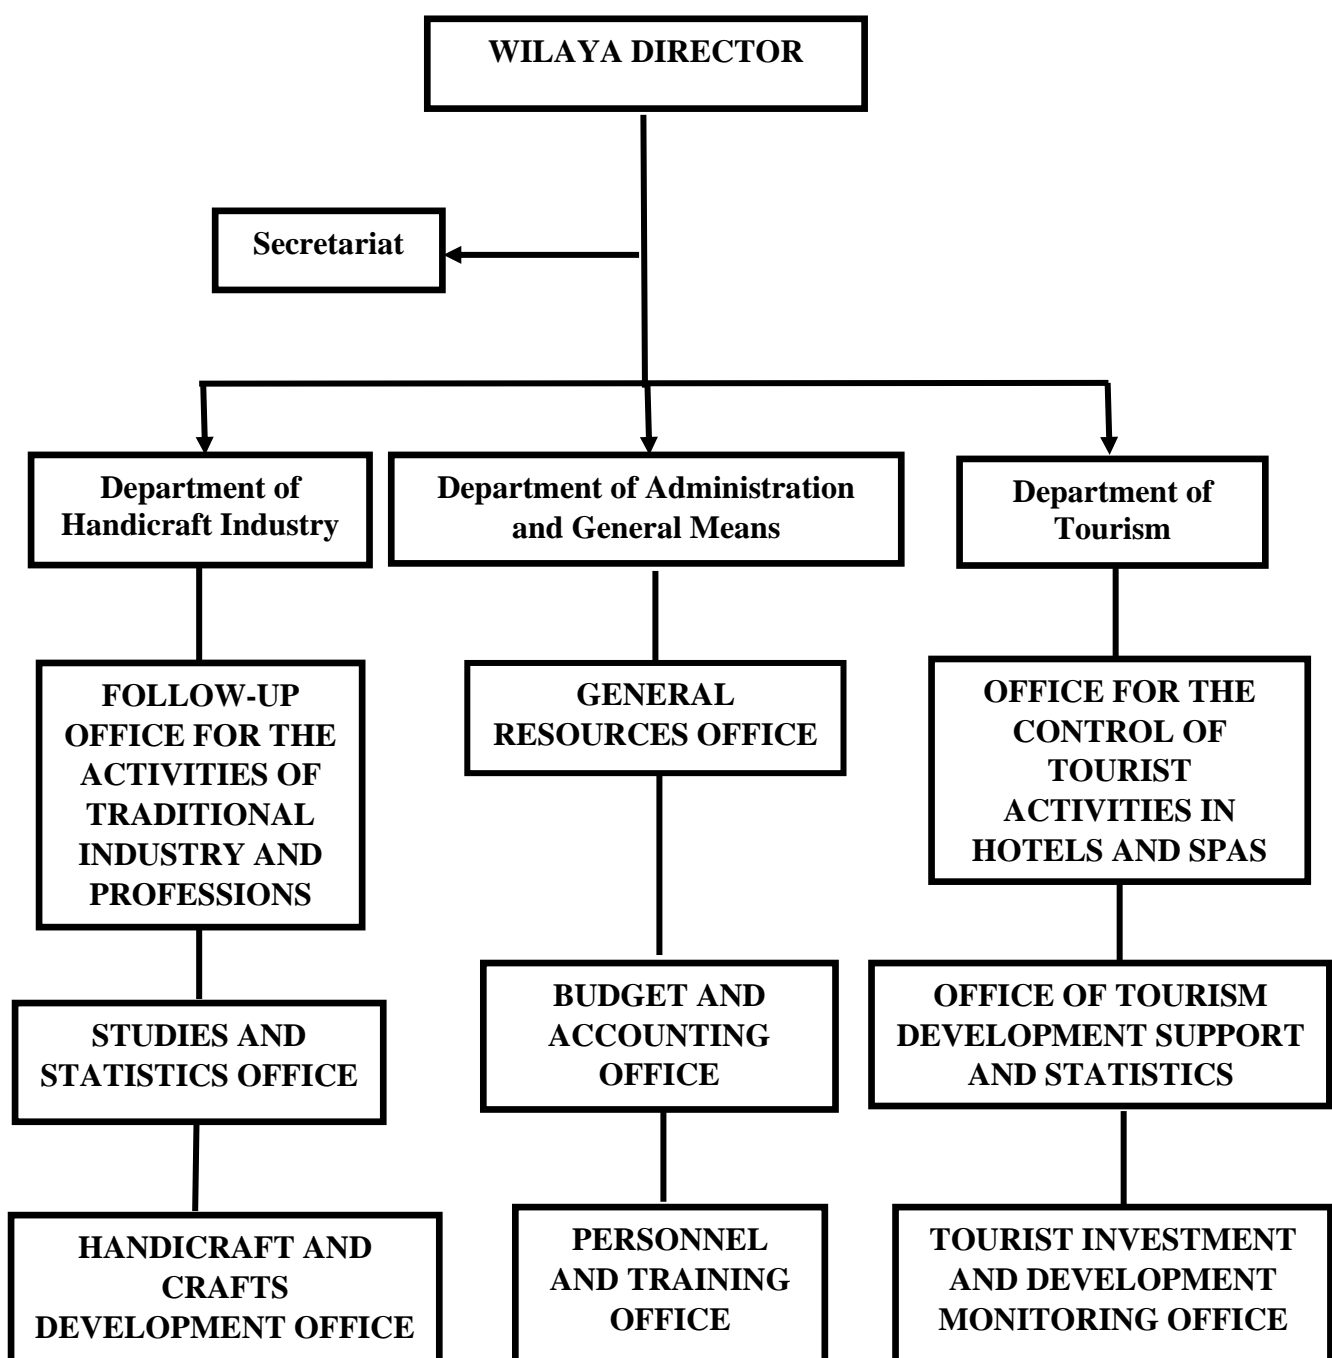 WILAYA DIRECTOR
Secretariat
Department of
Handicraft Industry
Department of Administration
and General Means
Department of
Tourism
FOLLOW-UP
OFFICE FOR THE
ACTIVITIES OF
TRADITIONAL
INDUSTRY AND
PROFESSIONS
GENERAL
RESOURCES OFFICE
OFFICE FOR THE
CONTROL OF
TOURIST
ACTIVITIES IN
HOTELS AND SPAS
STUDIES AND
STATISTICS OFFICE
BUDGET AND
ACCOUNTING
OFFICE
OFFICE OF TOURISM
DEVELOPMENT SUPPORT
AND STATISTICS
HANDICRAFT AND
CRAFTS
DEVELOPMENT OFFICE
PERSONNEL
AND TRAINING
OFFICE
TOURIST INVESTMENT
AND DEVELOPMENT
MONITORING OFFICE